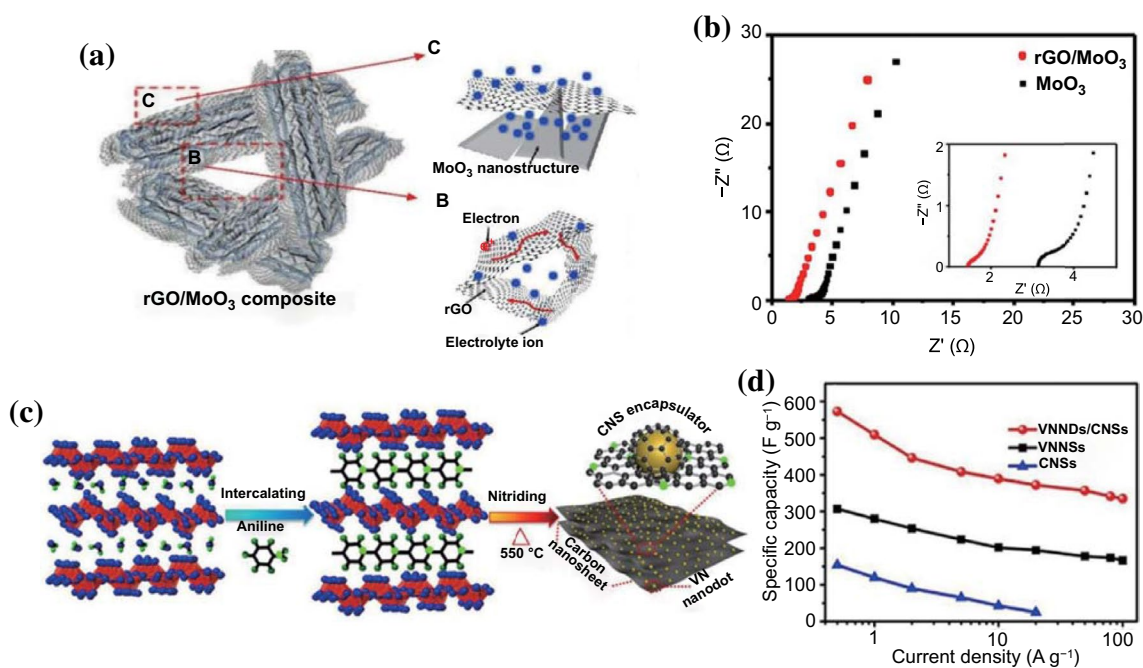 (a)
C
C
B
MoO₃ nanostructure
B
Electron
rGO
Electrolyte ion
rGO/MoO₃ composite
(b)
rGO/MoO₃
MoO₃
−Z″ (Ω)
30
20
10
0
0 5 10 15 20 25 30
Z′ (Ω)
−Z″ (Ω)
2
1
0
2 4
Z′ (Ω)
(c)
Intercalating
Aniline
Nitriding
550 °C
CNS encapsulator
Carbon
nanosheet
VN
nanodot
(d)
VNNDs/CNSs
VNNSs
CNSs
Specific capacity (F g⁻¹)
600
500
400
300
200
100
0
1 10 100
Current density (A g⁻¹)